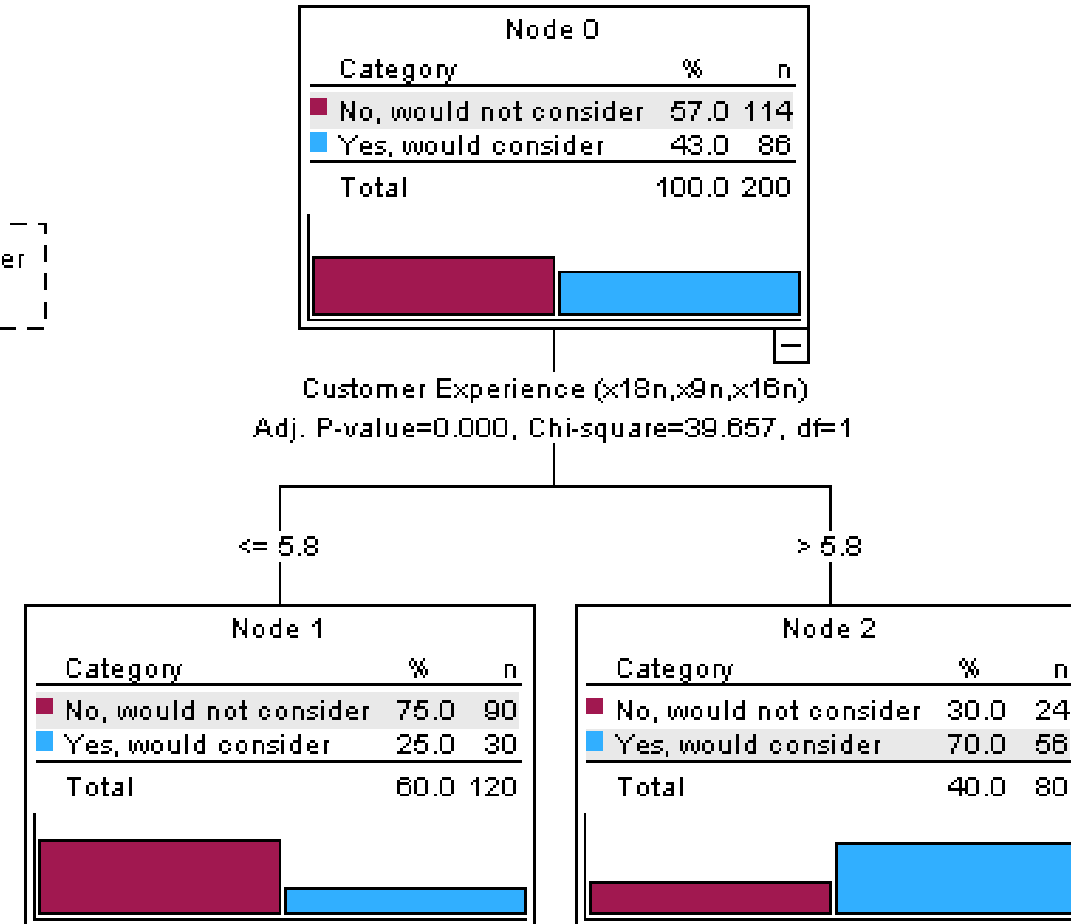 Node 0
Category % n
No, would not consider 57.0 114
Yes, would consider 43.0 86
Total 100.0 200
er
Customer Experience (x18n,x9n,x16n)
Adj. P-value=0.000, Chi-square=39.657, df=1
<= 5.8
> 5.8
Node 1
Category % n
No, would not consider 75.0 90
Yes, would consider 25.0 30
Total 60.0 120
Node 2
Category % n
No, would not consider 30.0 24
Yes, would consider 70.0 56
Total 40.0 80